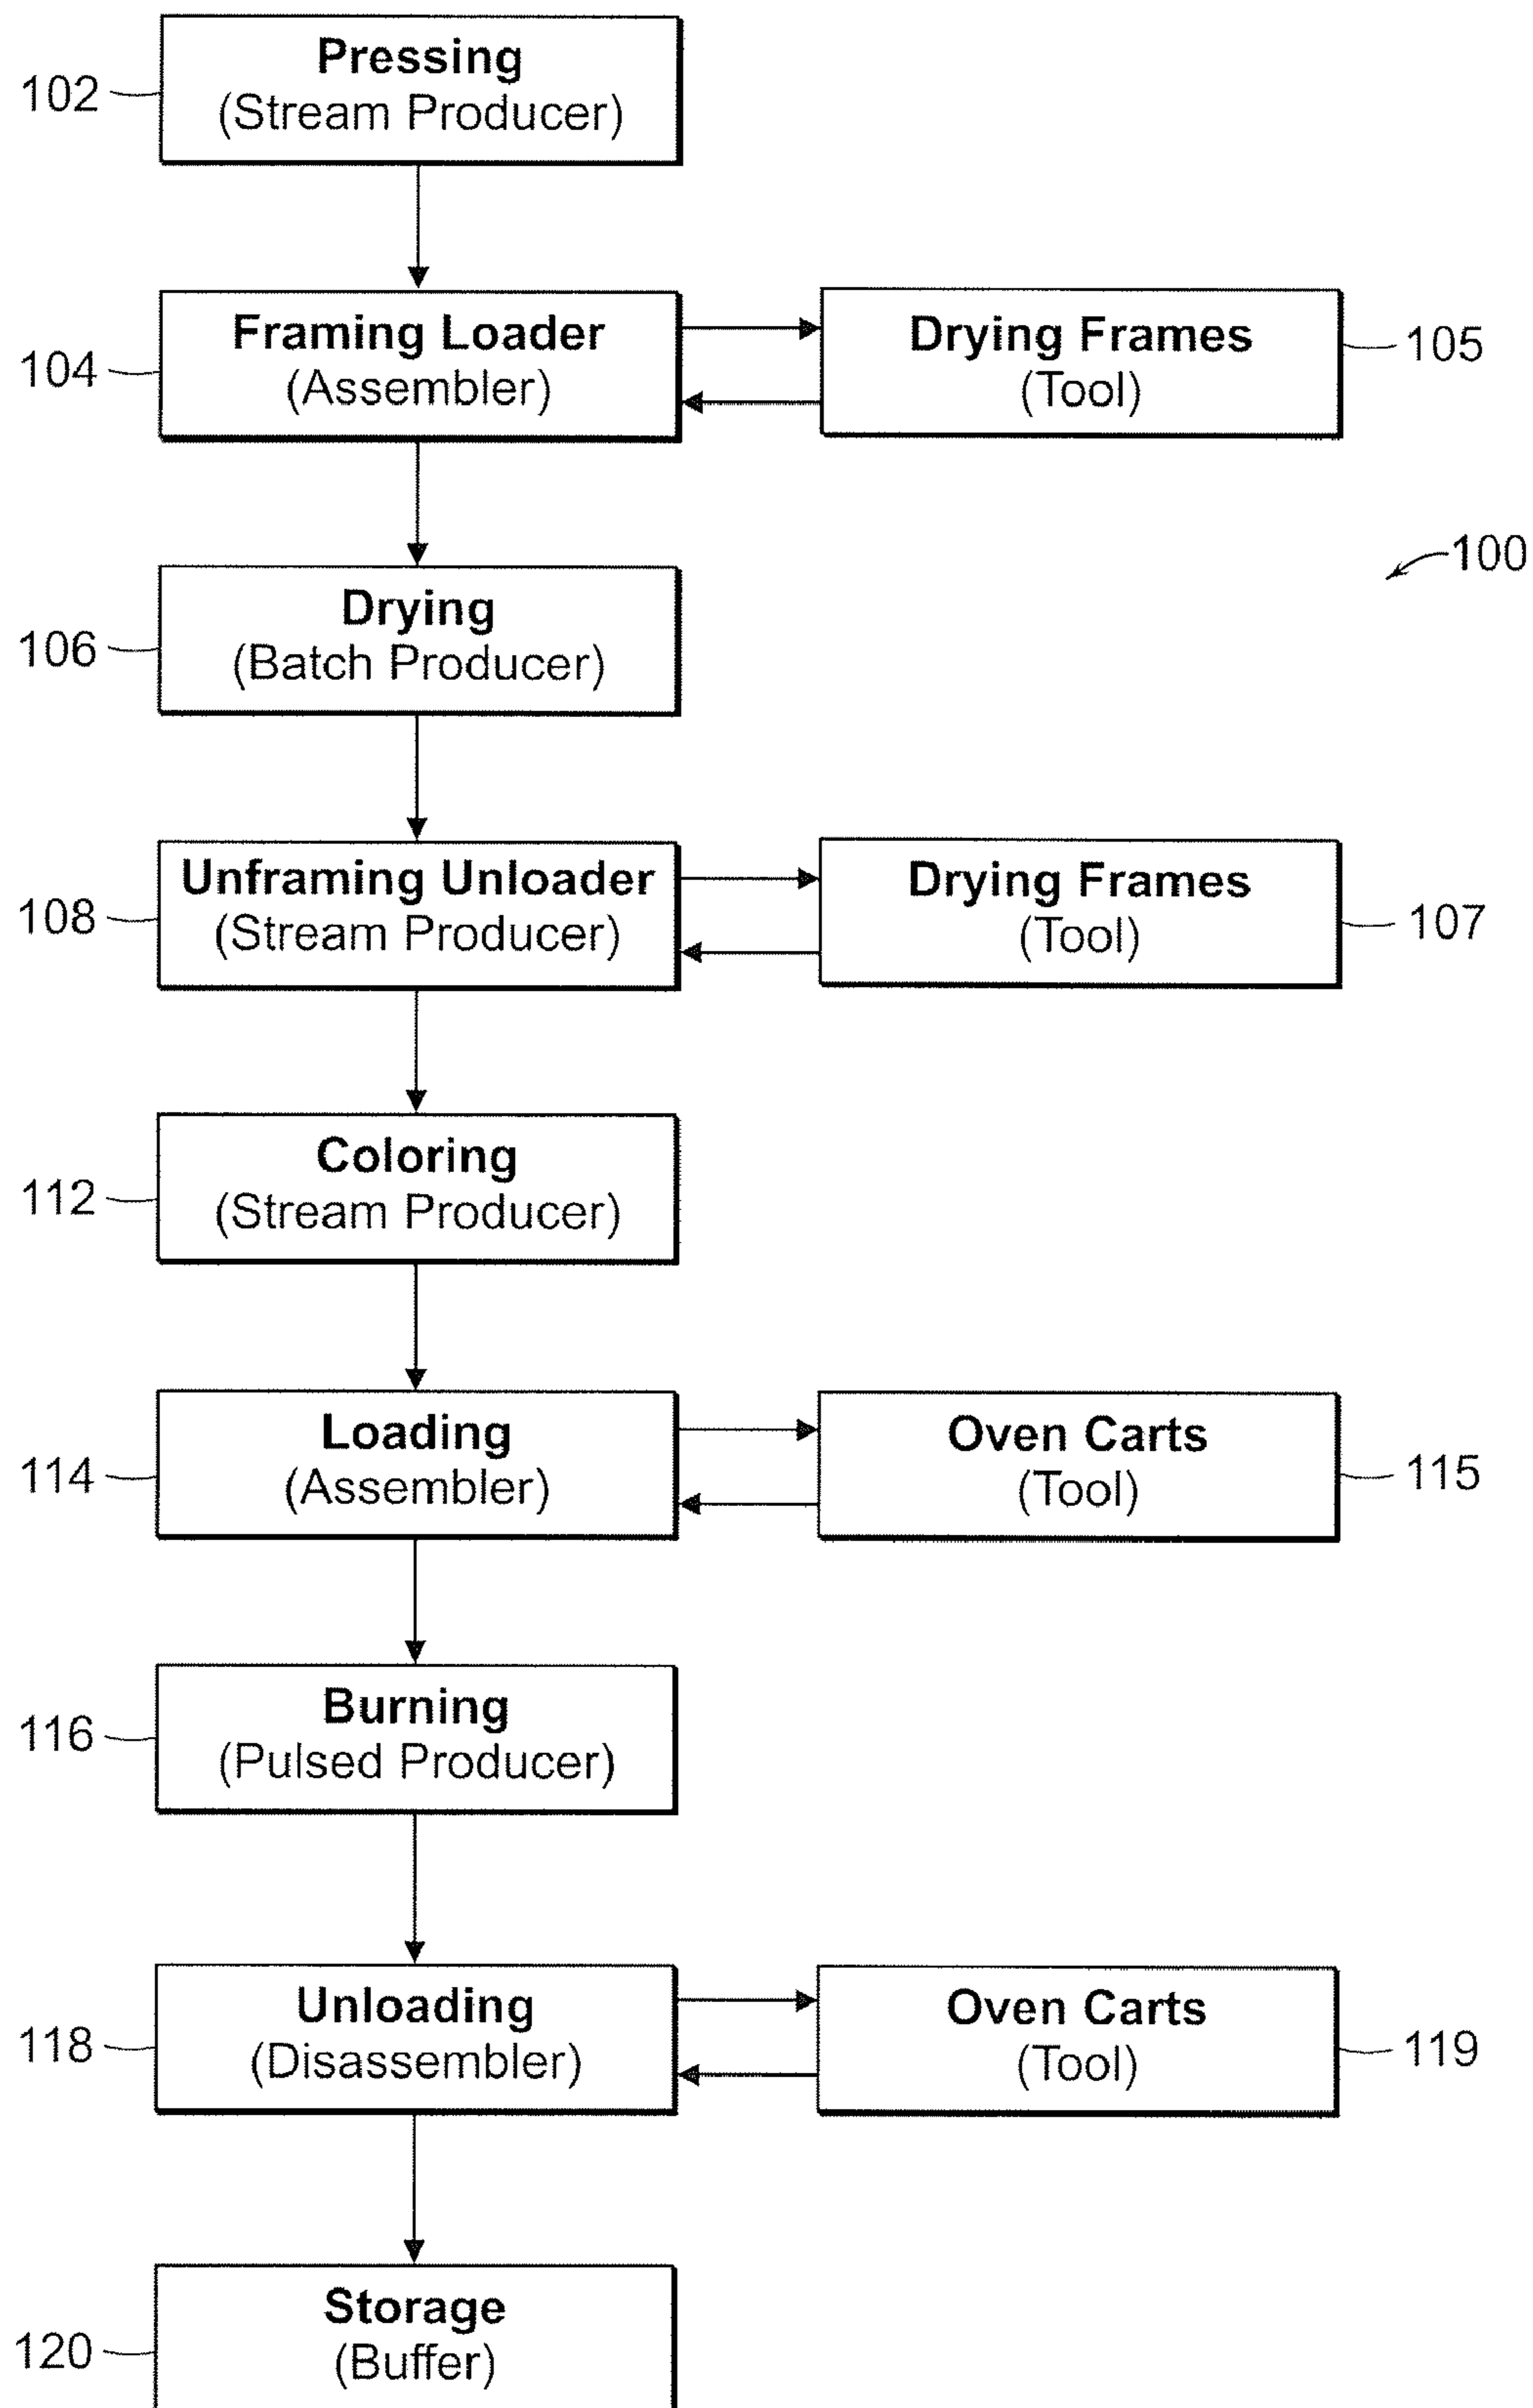 Pressing
102
(Stream Producer)
Framing Loader
Drying Frames
104
105
(Assembler)
(Tool)
100
Drying
106
(Batch Producer)
Unframing Unloader
Drying Frames
108
107
(Stream Producer)
(Tool)
Coloring
112
(Stream Producer)
Loading
Oven Carts
114
115
(Assembler)
(Tool)
Burning
116
(Pulsed Producer)
Unloading
Oven Carts
118
119
(Disassembler)
(Tool)
Storage
120
(Buffer)